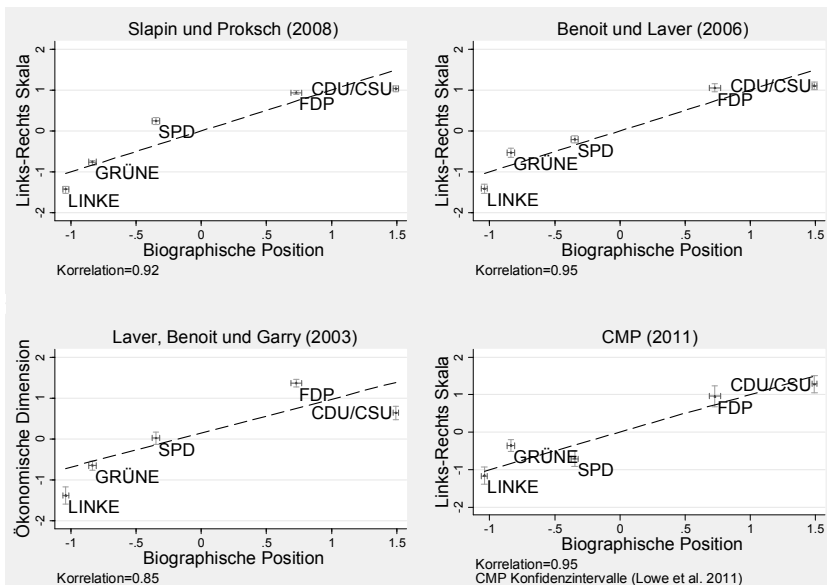 Slapin und Proksch (2008)
Links-Rechts Skala
2
1
0
-1
-2
CDU/CSU
FDP
SPD
GRÜNE
LINKE
-1
-.5
0
.5
1
1.5
Biographische Position
Korrelation=0.92
Benoit und Laver (2006)
Links-Rechts Skala
2
1
0
-1
-2
CDU/CSU
FDP
SPD
GRÜNE
LINKE
-1
-.5
0
.5
1
1.5
Biographische Position
Korrelation=0.95
Laver, Benoit und Garry (2003)
Ökonomische Dimension
2
1
0
-1
-2
FDP
CDU/CSU
SPD
GRÜNE
LINKE
-1
-.5
0
.5
1
1.5
Biographische Position
Korrelation=0.85
CMP (2011)
Links-Rechts Skala
2
1
0
-1
-2
CDU/CSU
FDP
GRÜNE
SPD
LINKE
-1
-.5
0
.5
1
1.5
Biographische Position
Korrelation=0.95
CMP Konfidenzintervalle (Lowe et al. 2011)